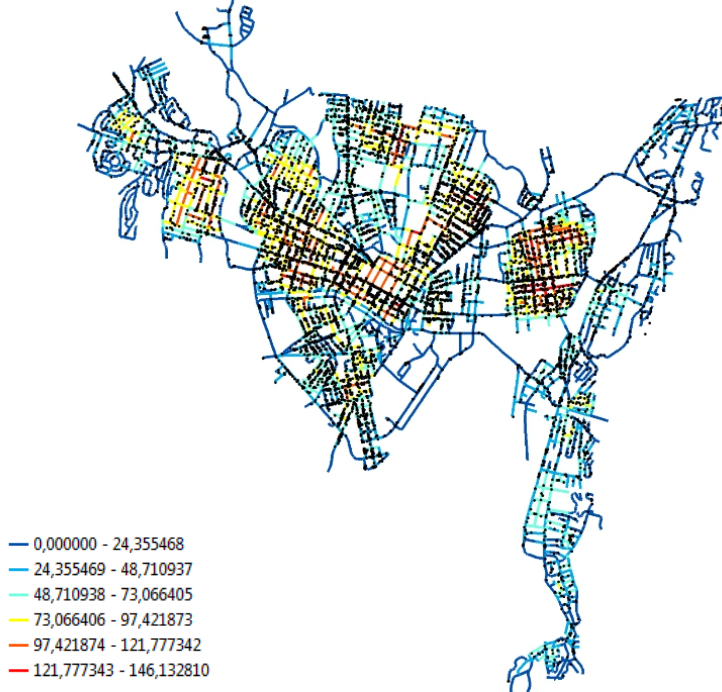 0,000000 - 24,355468
24,355469 - 48,710937
48,710938 - 73,066405
73,066406 - 97,421873
97,421874 - 121,777342
121,777343 - 146,132810